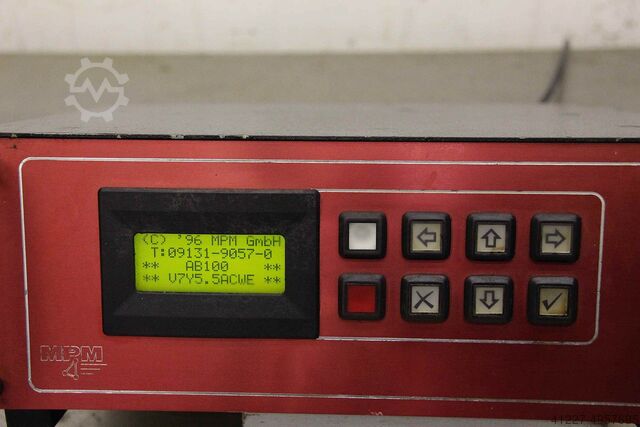 (C) '96 MPM GmbH
T:09131-9057-0
** AB100 **
** V7Y5.5ACWE **
MPM